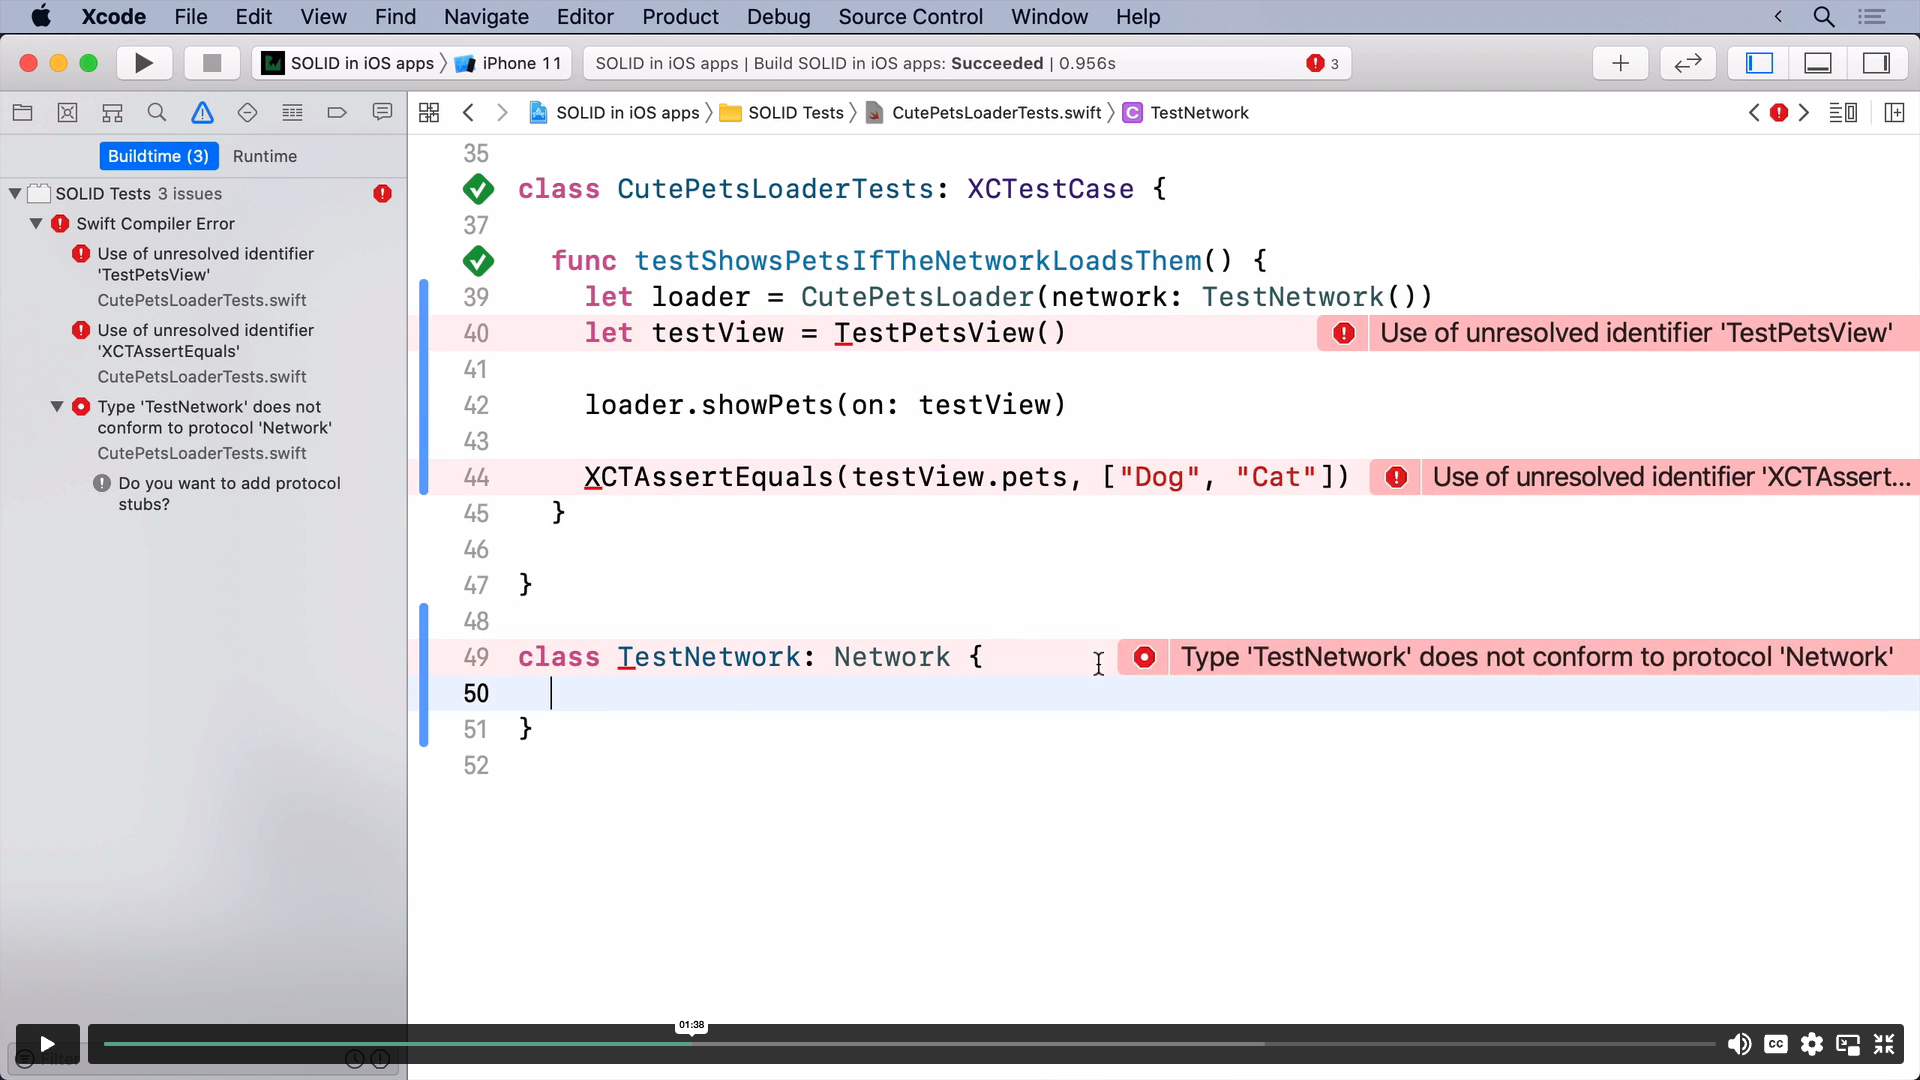 Xcode File Edit View Find Navigate Editor Product Debug Source Control Window Help
SOLID in iOS apps iPhone 11
SOLID in iOS apps | Build SOLID in iOS apps: Succeeded | 0.956s 3
SOLID in iOS apps SOLID Tests CutePetsLoaderTests.swift C TestNetwork
Buildtime (3) Runtime
SOLID Tests 3 issues
Swift Compiler Error
Use of unresolved identifier
'TestPetsView'
CutePetsLoaderTests.swift
Use of unresolved identifier
'XCTAssertEquals'
CutePetsLoaderTests.swift
Type 'TestNetwork' does not
conform to protocol 'Network'
CutePetsLoaderTests.swift
Do you want to add protocol
stubs?
Filter
35
class CutePetsLoaderTests: XCTestCase {
37
func testShowsPetsIfTheNetworkLoadsThem() {
39 let loader = CutePetsLoader(network: TestNetwork())
40 let testView = TestPetsView() Use of unresolved identifier 'TestPetsView'
41
42 loader.showPets(on: testView)
43
44 XCTAssertEquals(testView.pets, ["Dog", "Cat"]) Use of unresolved identifier 'XCTAssert...
45 }
46
47 }
48
49 class TestNetwork: Network { Type 'TestNetwork' does not conform to protocol 'Network'
50
51 }
52
01:38
CC